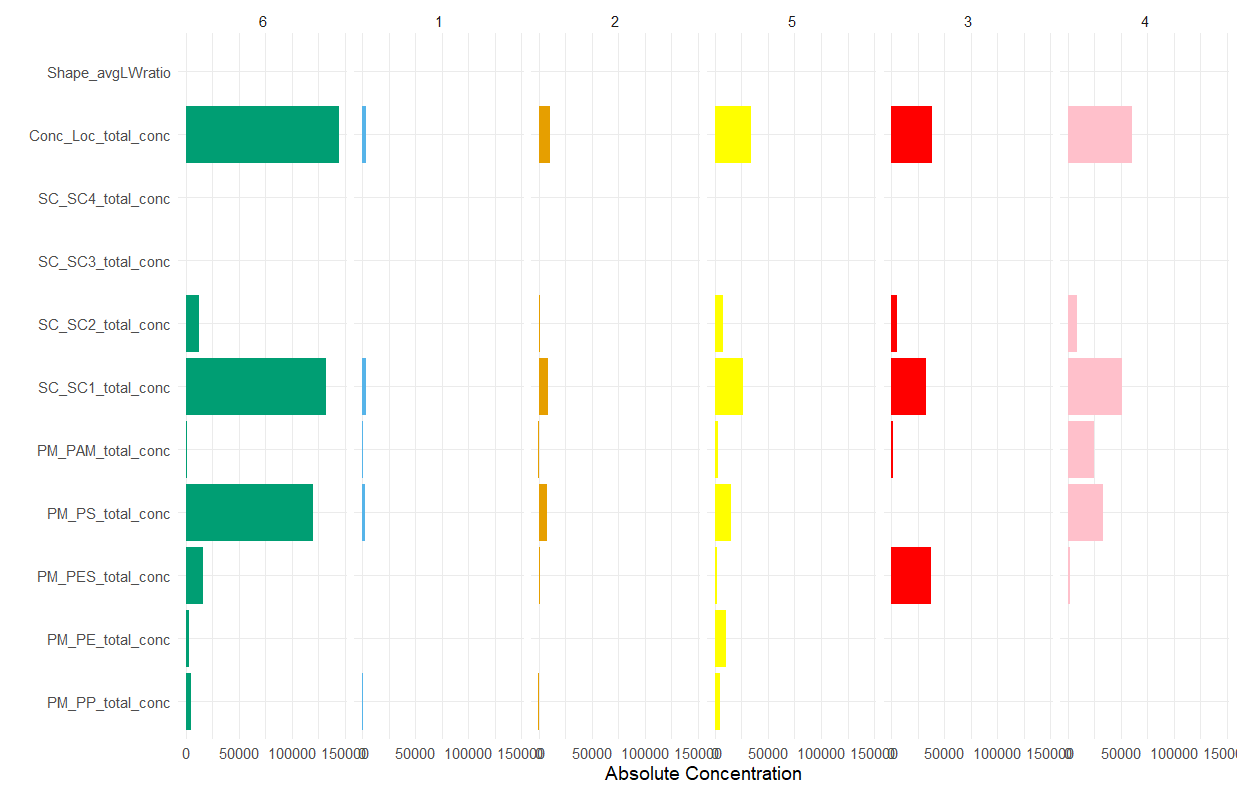 6 1 2 5 3 4
Shape_avgLWratio
Conc_Loc_total_conc
SC_SC4_total_conc
SC_SC3_total_conc
SC_SC2_total_conc
SC_SC1_total_conc
PM_PAM_total_conc
PM_PS_total_conc
PM_PES_total_conc
PM_PE_total_conc
PM_PP_total_conc
0 50000 100000 150000 0 50000 100000 150000 0 50000 100000 150000 0 50000 100000 150000 0 50000 100000 150000 0 50000 100000 15000
Absolute Concentration